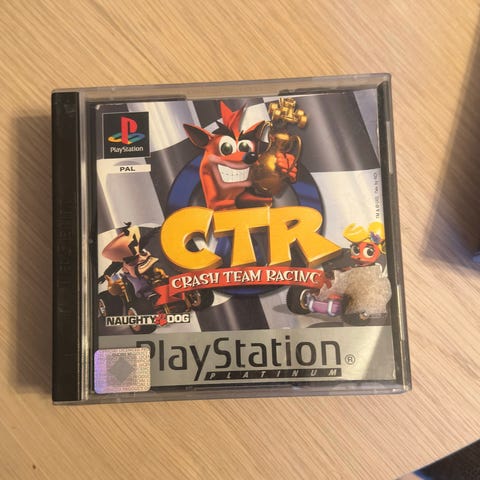 PlayStation
PAL
CTR
CRASH TEAM RACING
NAUGHTY DOG
PlayStation®
PLATINUM